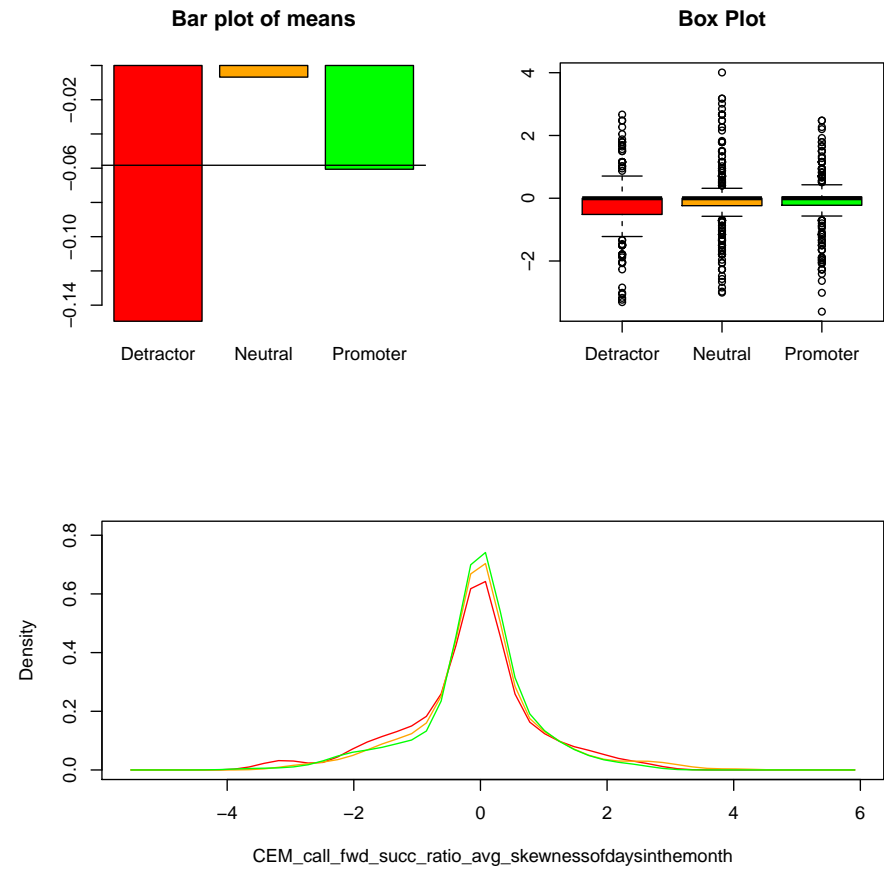 Bar plot of means
−0.02
−0.06
−0.10
−0.14
Detractor Neutral Promoter
Box Plot
4
2
0
−2
Detractor Neutral Promoter
Density
0.8
0.6
0.4
0.2
0.0
−4 −2 0 2 4 6
CEM_call_fwd_succ_ratio_avg_skewnessofdaysinthemonth